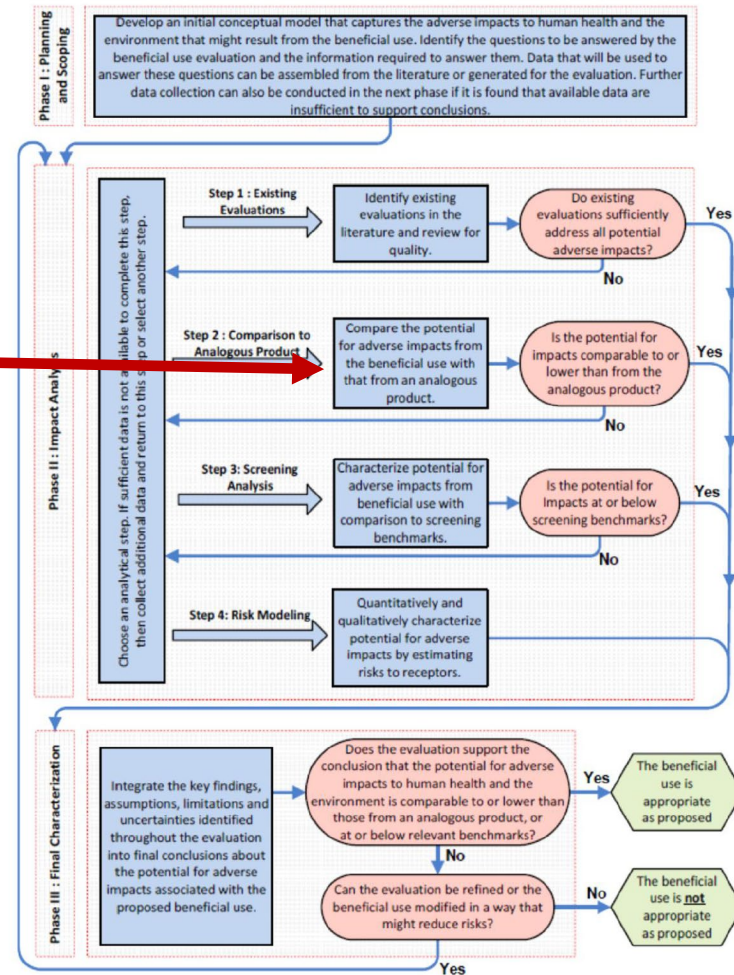 Phase I : Planning
and Scoping
Develop an initial conceptual model that captures the adverse impacts to human health and the
environment that might result from the beneficial use. Identify the questions to be answered by the
beneficial use evaluation and the information required to answer them. Data that will be used to
answer these questions can be assembled from the literature or generated for the evaluation. Further
data collection can also be conducted in the next phase if it is found that available data are
insufficient to support conclusions.
Phase II : Impact Analysis
Choose an analytical step. If sufficient data is not available to complete this step,
then collect additional data and return to this step or select another step.
Step 1 : Existing
Evaluations
Identify existing
evaluations in the
literature and review for
quality.
Do existing
evaluations sufficiently
address all potential
adverse impacts?
Yes
No
Step 2 : Comparison to
Analogous Product
Compare the potential
for adverse impacts from
the beneficial use with
that from an analogous
product.
Is the potential for
impacts comparable to or
lower than from the
analogous product?
Yes
No
Step 3: Screening
Analysis
Characterize potential for
adverse impacts from
beneficial use with
comparison to screening
benchmarks.
Is the potential for
Impacts at or below
screening benchmarks?
Yes
No
Step 4: Risk Modeling
Quantitatively and
qualitatively characterize
potential for adverse
impacts by estimating
risks to receptors.
Phase III : Final Characterization
Integrate the key findings,
assumptions, limitations and
uncertainties identified
throughout the evaluation
into final conclusions about
the potential for adverse
impacts associated with the
proposed beneficial use.
Does the evaluation support the
conclusion that the potential for adverse
impacts to human health and the
environment is comparable to or lower than
those from an analogous product, or
at or below relevant benchmarks?
Yes
The beneficial
use is
appropriate
as proposed
No
Can the evaluation be refined or the
beneficial use modified in a way that
might reduce risks?
No
The beneficial
use is not
appropriate
as proposed
Yes